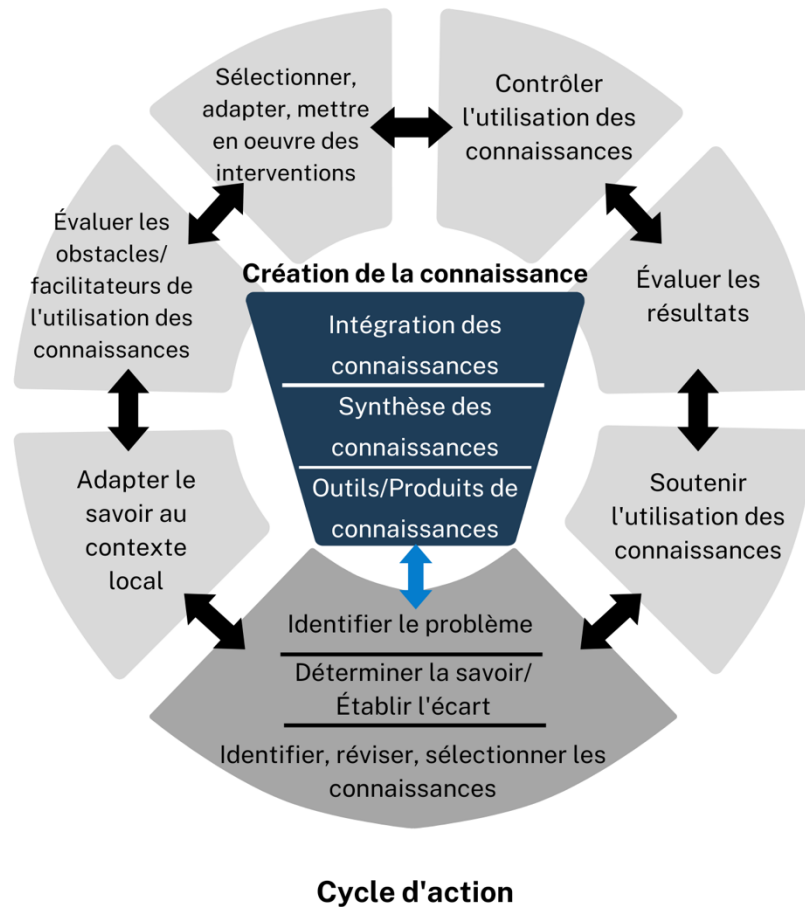 Sélectionner,
adapter, mettre
en oeuvre des
interventions
Contrôler
l'utilisation des
connaissances
Évaluer les
obstacles/
facilitateurs de
l'utilisation des
connaissances
Évaluer les
résultats
Création de la connaissance
Intégration des
connaissances
Synthèse des
connaissances
Outils/Produits de
connaissances
Adapter le
savoir au
contexte
local
Soutenir
l'utilisation des
connaissances
Identifier le problème
Déterminer la savoir/
Établir l'écart
Identifier, réviser, sélectionner les
connaissances
Cycle d'action